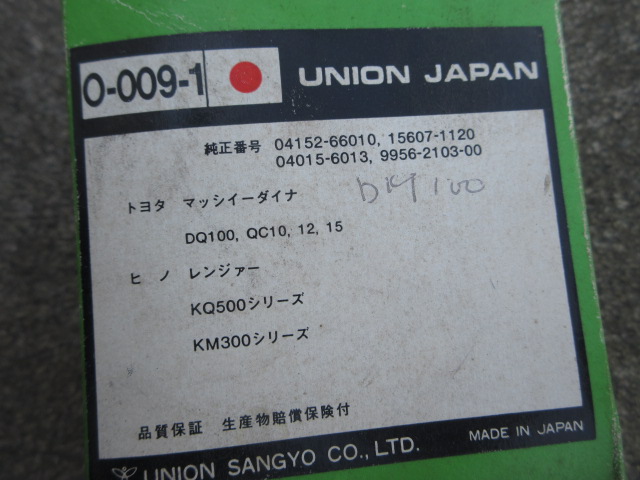 O-009-1 UNION JAPAN
純正番号 04152-66010, 15607-1120
04015-6013, 9956-2103-00
トヨタ マッシイーダイナ
DQ100, QC10, 12, 15
ヒノ レンジァー
KQ500シリーズ
KM300シリーズ
品質保証 生産物賠償保険付
UNION SANGYO CO., LTD. MADE IN JAPAN